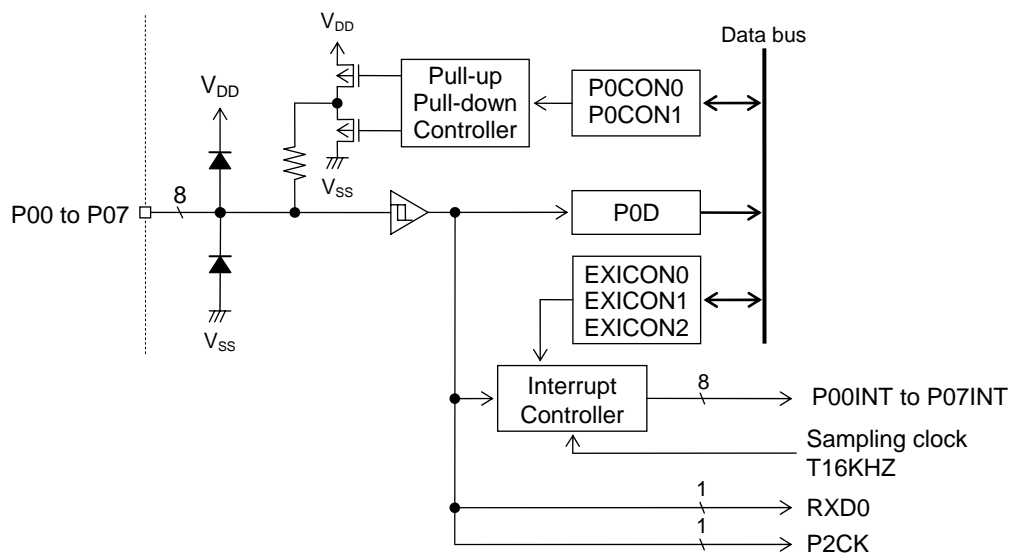 VDD
Data bus
VDD
Pull-up
Pull-down
Controller
P0CON0
P0CON1
VSS
P00 to P07
8
P0D
EXICON0
EXICON1
EXICON2
VSS
Interrupt
Controller
8
P00INT to P07INT
Sampling clock
T16KHZ
1
RXD0
1
P2CK